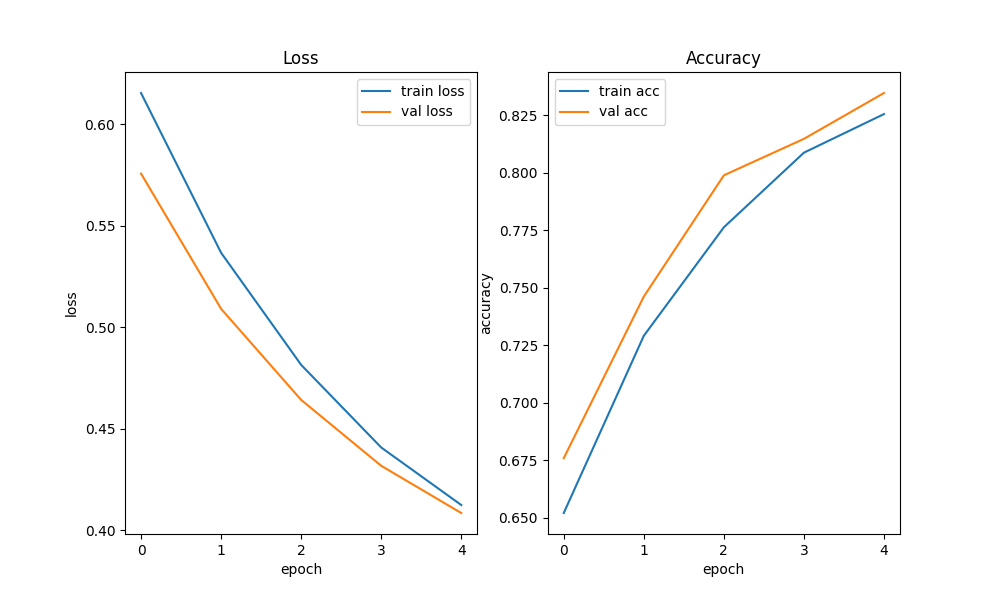 Loss
train loss
val loss
0.60
0.55
0.50
0.45
0.40
loss
0 1 2 3 4
epoch
Accuracy
train acc
val acc
0.825
0.800
0.775
0.750
0.725
0.700
0.675
0.650
accuracy
0 1 2 3 4
epoch